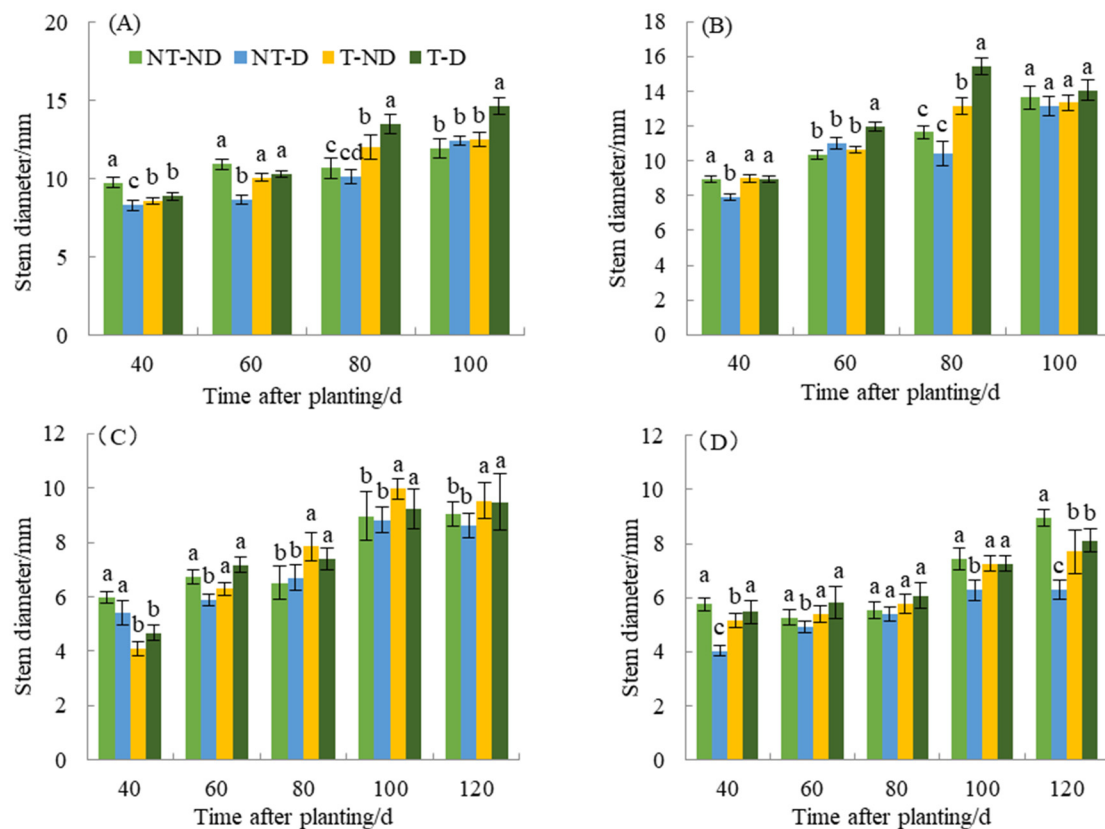 (A)
20
15
10
5
0
Stem diameter/mm
NT-ND NT-D T-ND T-D
a c b b
a b a a
c cd b a
b b b a
40 60 80 100
Time after planting/d
(B)
18
16
14
12
10
8
6
4
2
0
Stem diameter/mm
a b a a
b b b a
c c b a
a a a a
40 60 80 100
Time after planting/d
(C)
12
10
8
6
4
2
0
Stem diameter/mm
a a b b
a b a a
b b a a
b b a a
b b a a
40 60 80 100 120
Time after planting/d
(D)
12
10
8
6
4
2
0
Stem diameter/mm
a c b a
a b a a
a a a a
a b a a
a c b b
40 60 80 100 120
Time after planting/d